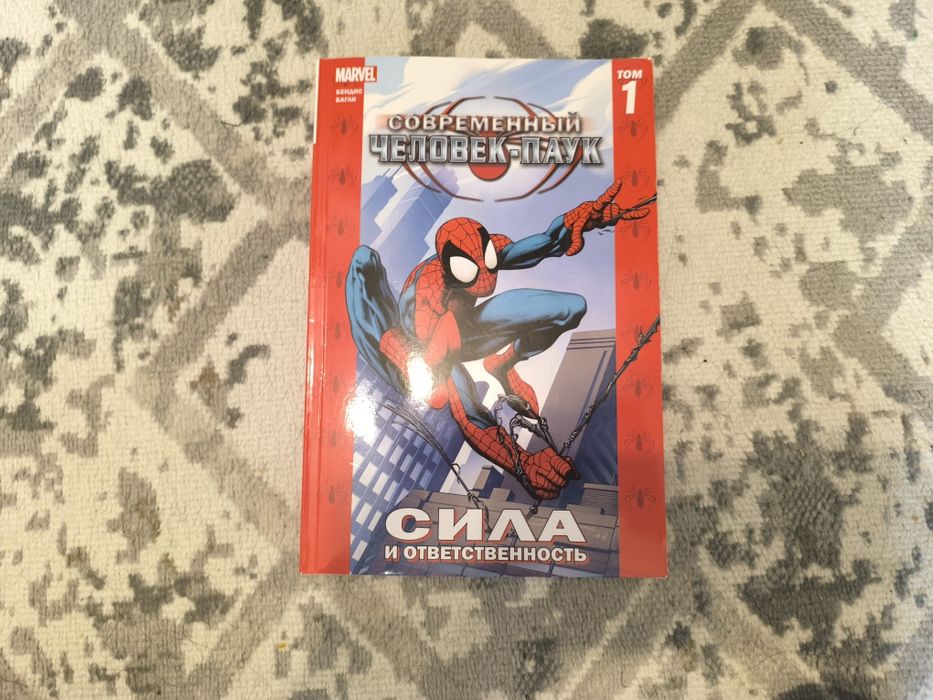 MARVEL
БЕНДИС
БАГЛИ
ТОМ
1
СОВРЕМЕННЫЙ
ЧЕЛОВЕК-ПАУК
СИЛА
И ОТВЕТСТВЕННОСТЬ